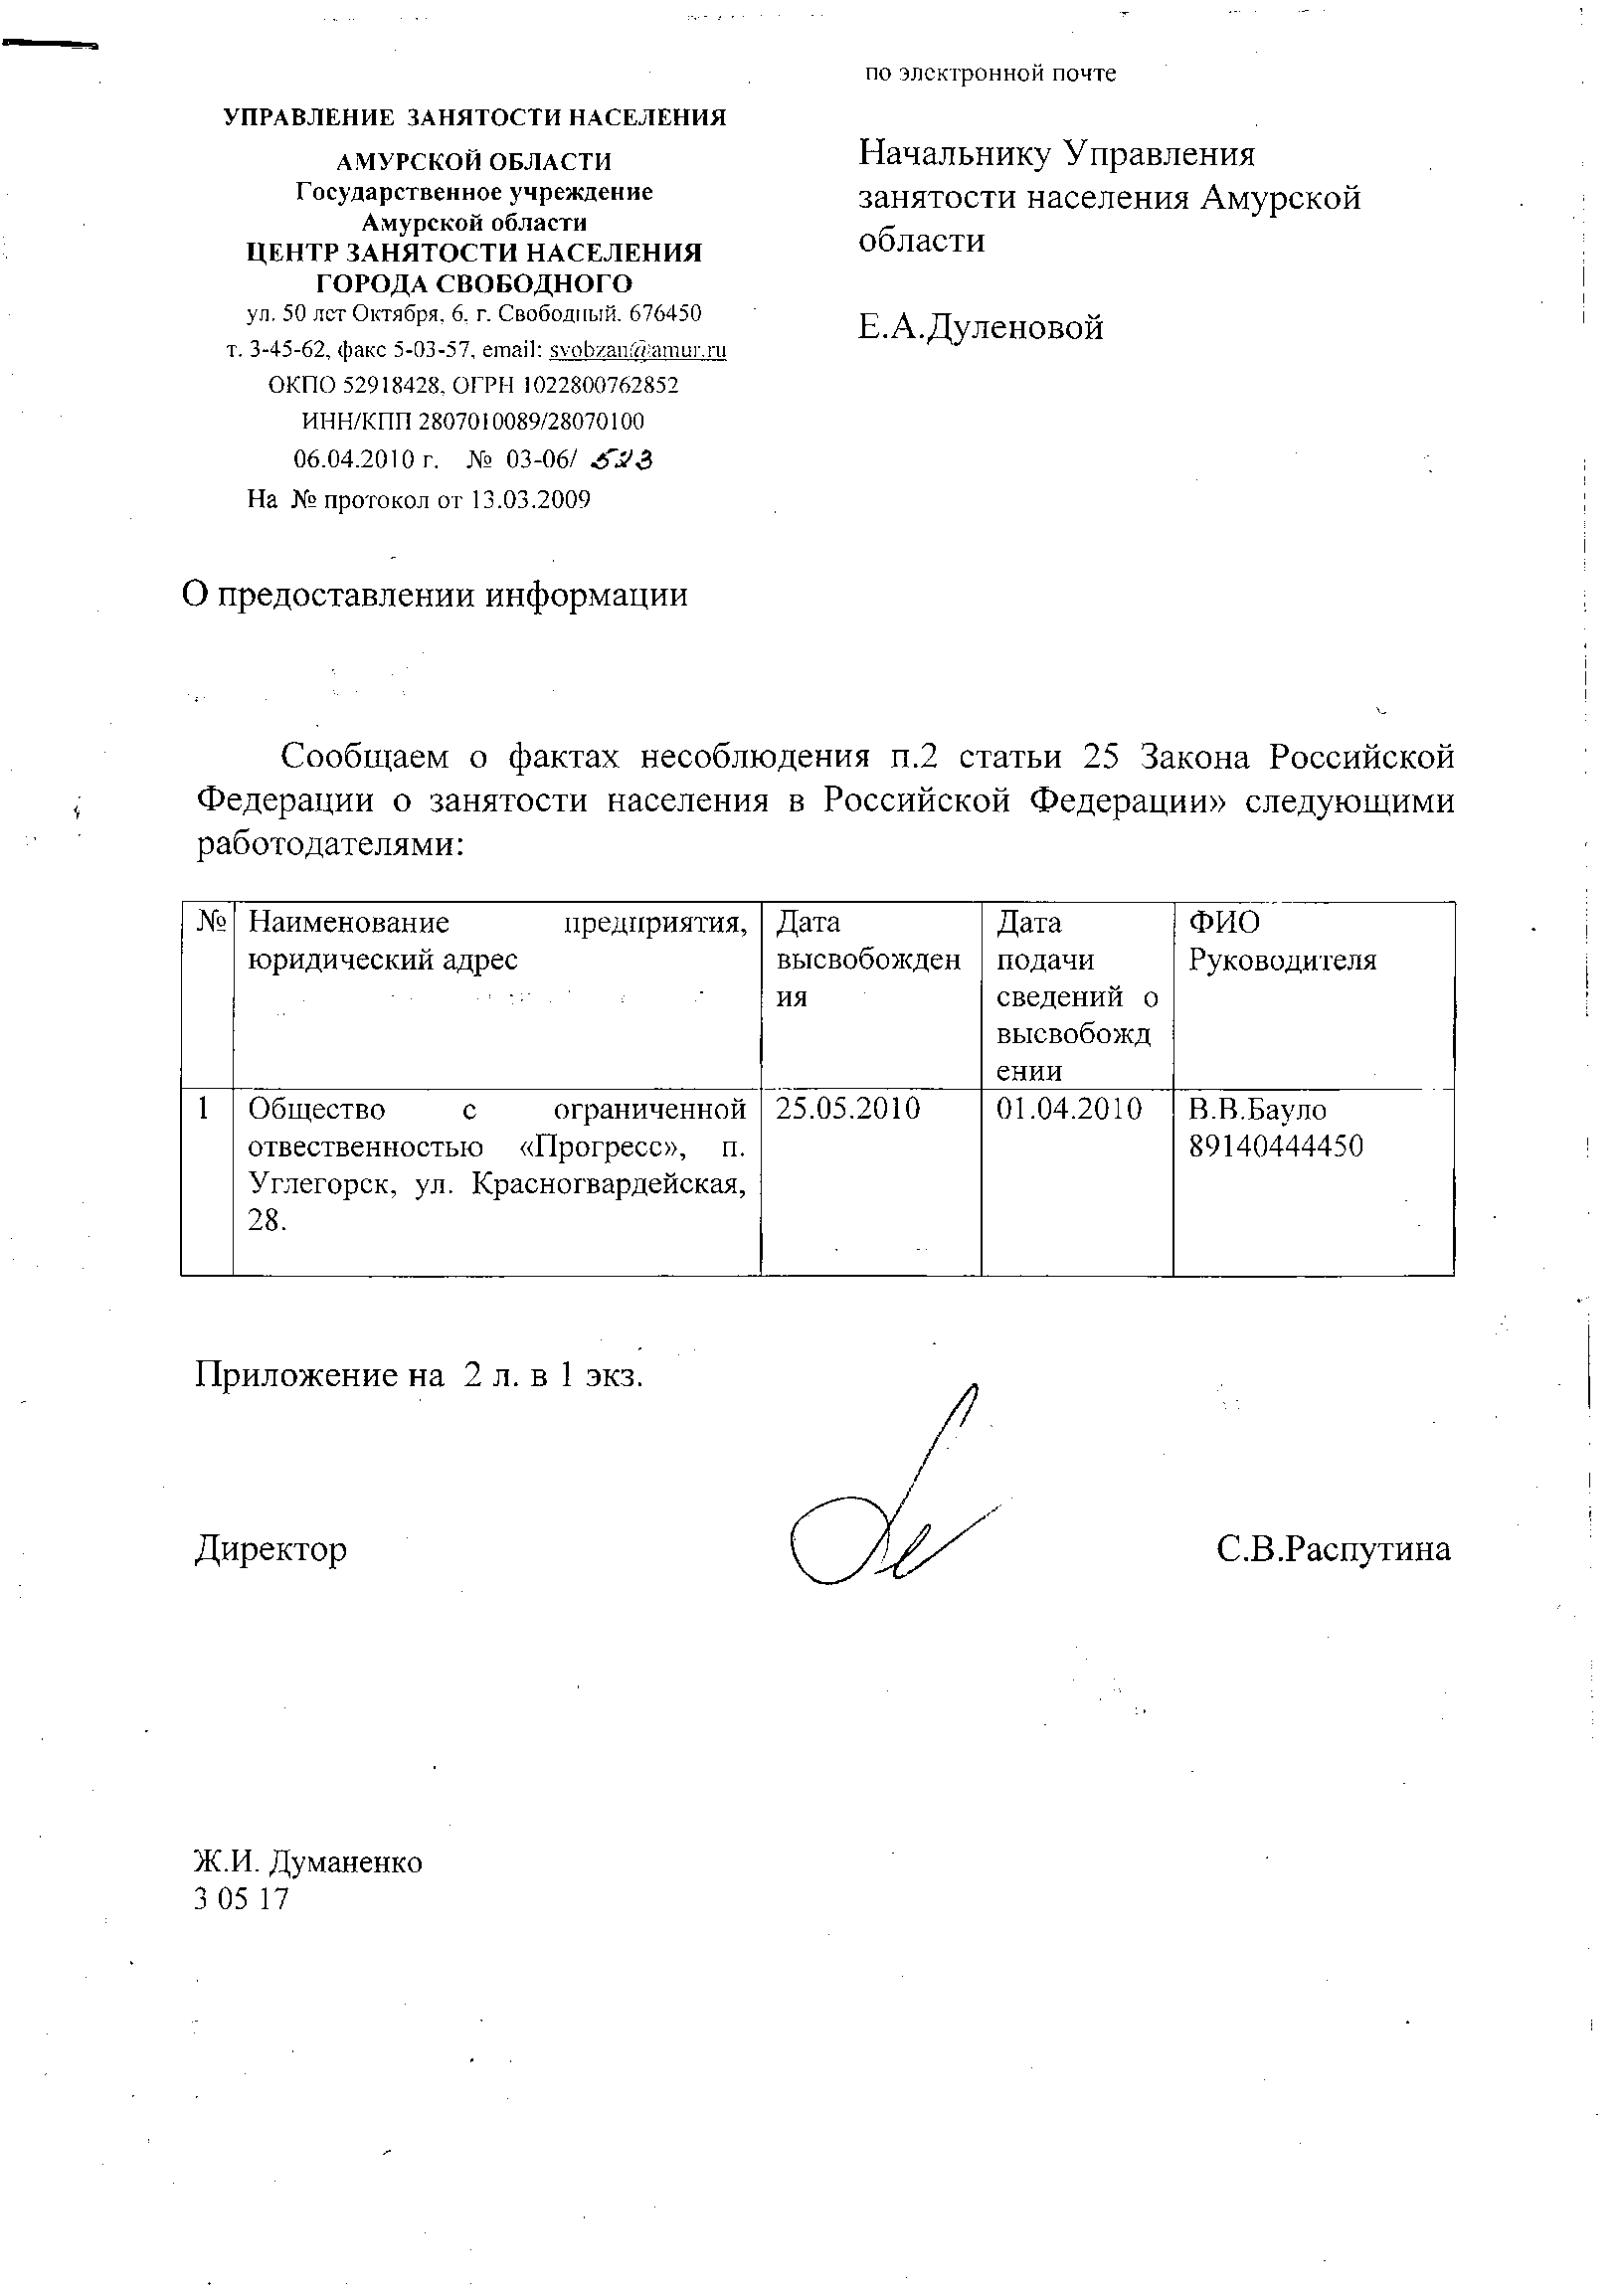 по электронной почте
УПРАВЛЕНИЕ ЗАНЯТОСТИ НАСЕЛЕНИЯ
АМУРСКОЙ ОБЛАСТИ
Государственное учреждение
Амурской области
ЦЕНТР ЗАНЯТОСТИ НАСЕЛЕНИЯ
ГОРОДА СВОБОДНОГО
ул. 50 лет Октября, 6, г. Свободный, 676450
т. 3-45-62, факс 5-03-57, email: svobzan@amur.ru
ОКПО 52918428, ОГРН 1022800762852
ИНН/КПП 2807010089/28070100
06.04.2010 г. № 03-06/ 523
На № протокол от 13.03.2009
Начальнику Управления
занятости населения Амурской
области
Е.А.Дуленовой
О предоставлении информации
Сообщаем о фактах несоблюдения п.2 статьи 25 Закона Российской
Федерации о занятости населения в Российской Федерации» следующими
работодателями:
№ Наименование предприятия, юридический адрес
Дата
высвобожден
ия
Дата
подачи
сведений о
высвобожд
ении
ФИО
Руководителя
1
Общество с ограниченной
отвественностью «Прогресс», п.
Углегорск, ул. Красногвардейская,
28.
25.05.2010
01.04.2010
В.В.Бауло
89140444450
Приложение на 2 л. в 1 экз.
Директор С.В.Распутина
Ж.И. Думаненко
3 05 17